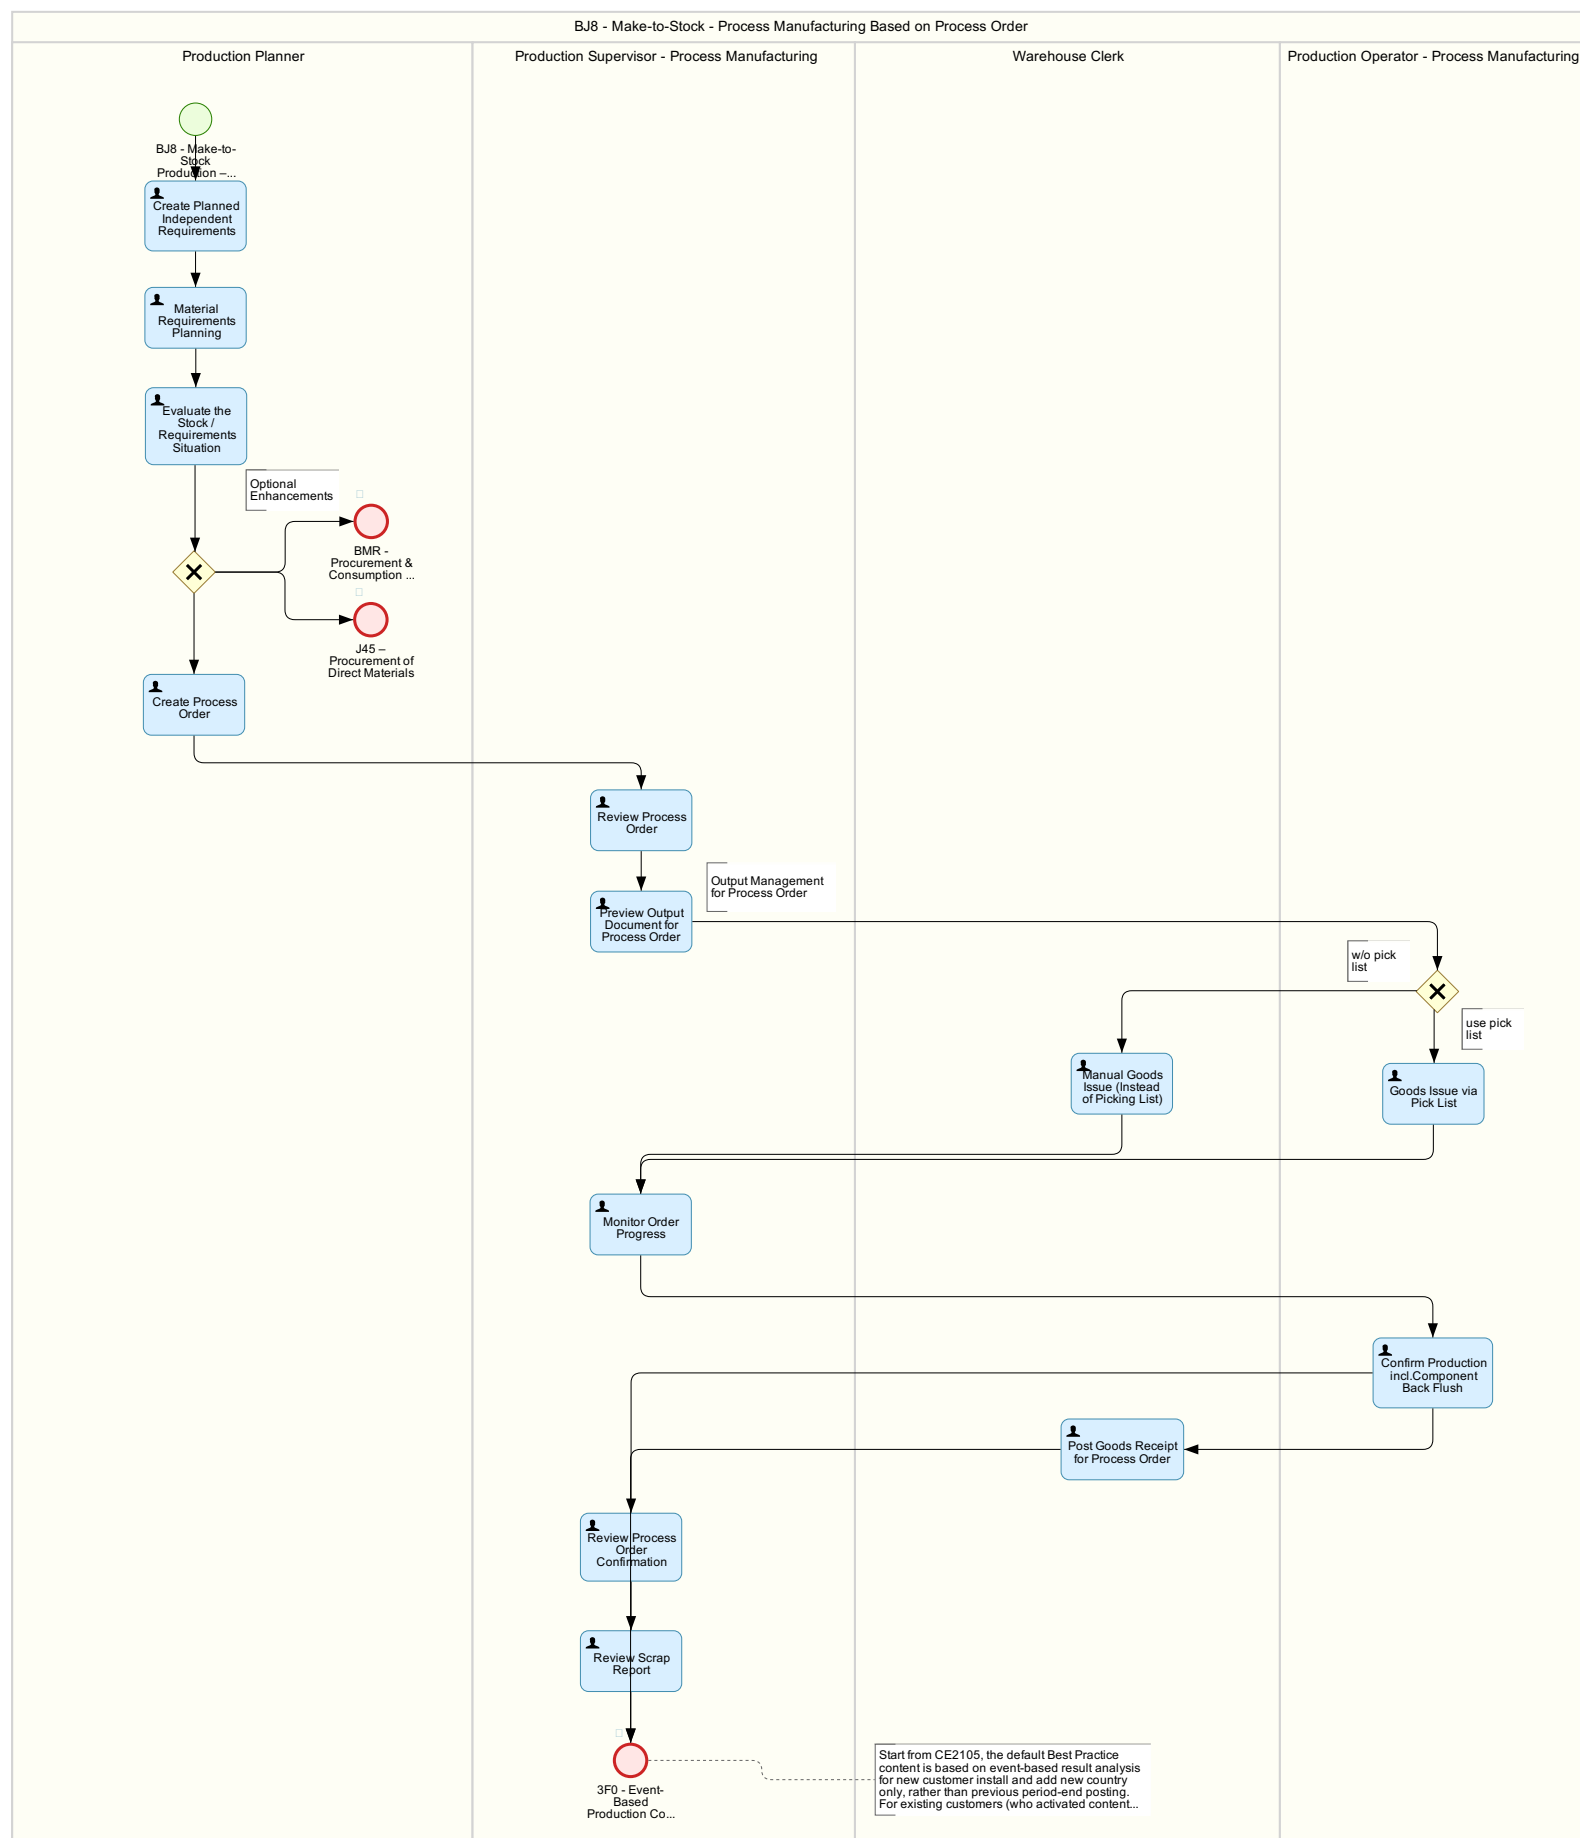 BJ8 - Make-to-Stock - Process Manufacturing Based on Process Order
Production Planner
Production Supervisor - Process Manufacturing
Warehouse Clerk
Production Operator - Process Manufacturing
BJ8 - Make-to-
Stock
Production –...
Create Planned
Independent
Requirements
Material
Requirements
Planning
Evaluate the
Stock /
Requirements
Situation
Optional
Enhancements
BMR -
Procurement &
Consumption ...
J45 –
Procurement of
Direct Materials
Create Process
Order
Review Process
Order
Output Management
for Process Order
Preview Output
Document for
Process Order
w/o pick
list
use pick
list
Manual Goods
Issue (Instead
of Picking List)
Goods Issue via
Pick List
Monitor Order
Progress
Confirm Production
incl.Component
Back Flush
Post Goods Receipt
for Process Order
Review Process
Order
Confirmation
Review Scrap
Report
3F0 - Event-
Based
Production Co...
Start from CE2105, the default Best Practice
content is based on event-based result analysis
for new customer install and add new country
only, rather than previous period-end posting.
For existing customers (who activated content...